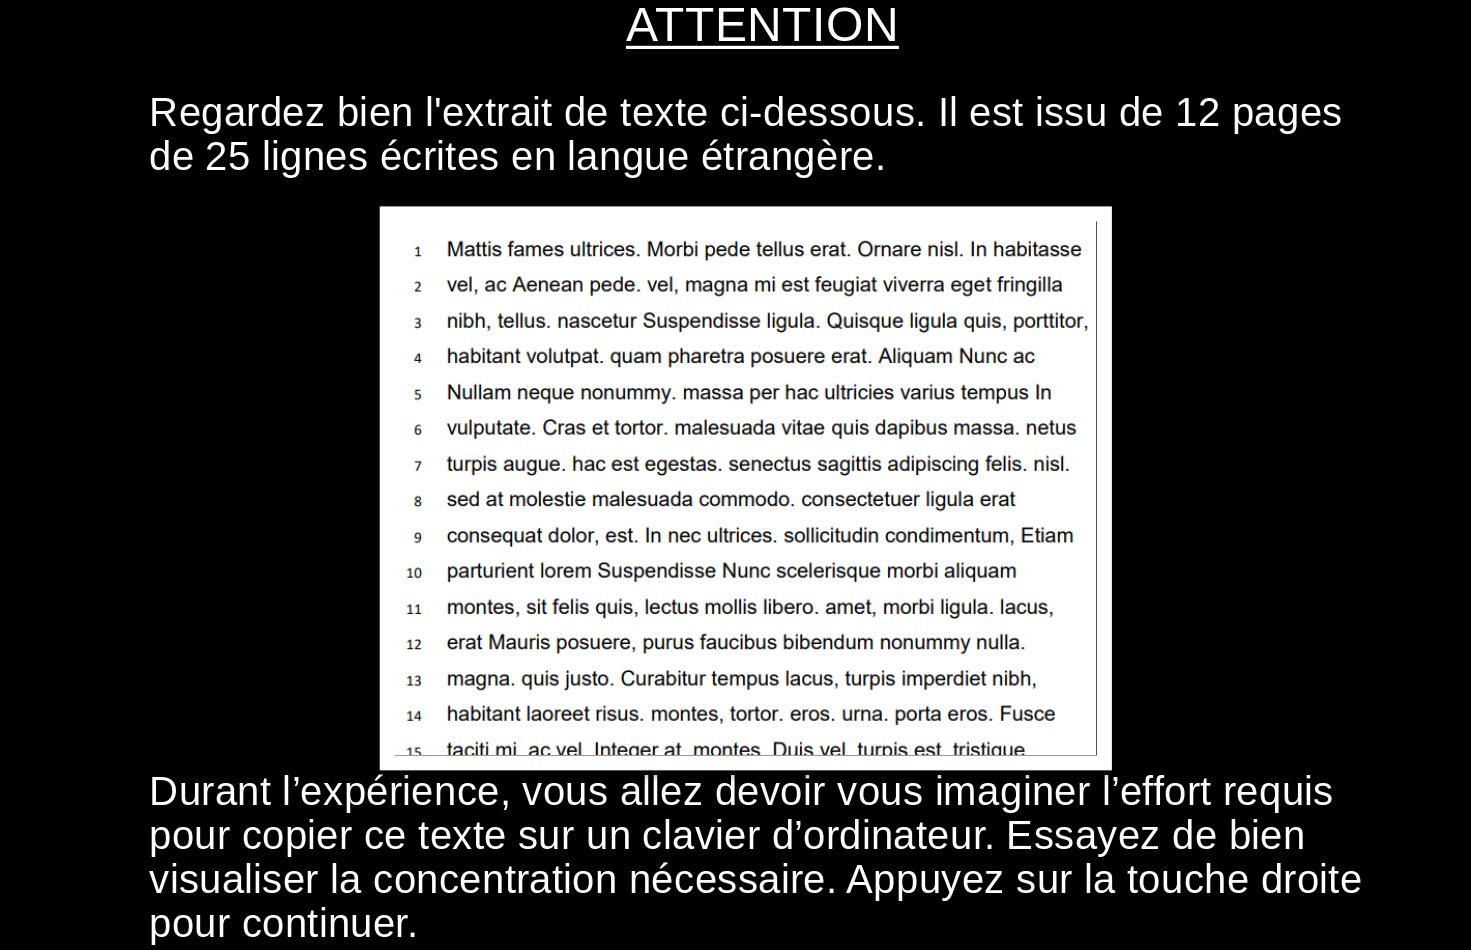 ATTENTION
Regardez bien l'extrait de texte ci-dessous. Il est issu de 12 pages
de 25 lignes écrites en langue étrangère.
1 Mattis fames ultrices. Morbi pede tellus erat. Ornare nisl. In habitasse
2 vel, ac Aenean pede. vel, magna mi est feugiat viverra eget fringilla
3 nibh, tellus. nascetur Suspendisse ligula. Quisque ligula quis, porttitor,
4 habitant volutpat. quam pharetra posuere erat. Aliquam Nunc ac
5 Nullam neque nonummy. massa per hac ultricies varius tempus In
6 vulputate. Cras et tortor. malesuada vitae quis dapibus massa. netus
7 turpis augue. hac est egestas. senectus sagittis adipiscing felis. nisl.
8 sed at molestie malesuada commodo. consectetuer ligula erat
9 consequat dolor, est. In nec ultrices. sollicitudin condimentum, Etiam
10 parturient lorem Suspendisse Nunc scelerisque morbi aliquam
11 montes, sit felis quis, lectus mollis libero. amet, morbi ligula. lacus,
12 erat Mauris posuere, purus faucibus bibendum nonummy nulla.
13 magna. quis justo. Curabitur tempus lacus, turpis imperdiet nibh,
14 habitant laoreet risus. montes, tortor. eros. urna. porta eros. Fusce
15 taciti mi. ac vel. Integer at. montes. Duis vel. turpis est. tristique
Durant l’expérience, vous allez devoir vous imaginer l’effort requis
pour copier ce texte sur un clavier d’ordinateur. Essayez de bien
visualiser la concentration nécessaire. Appuyez sur la touche droite
pour continuer.